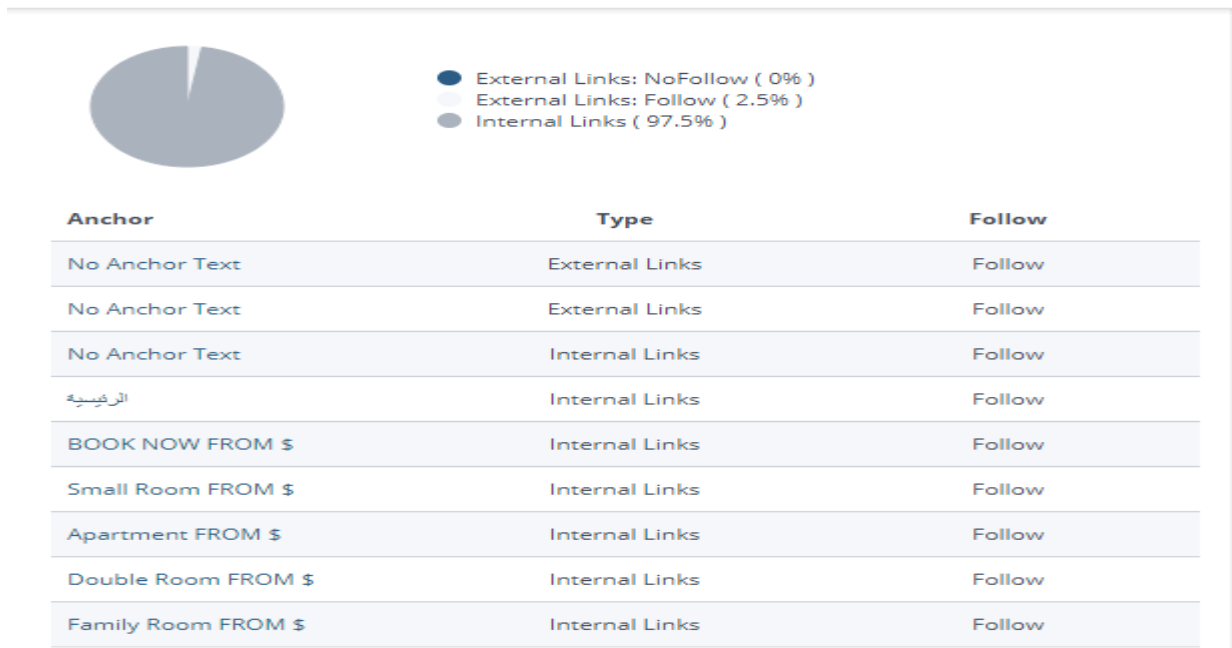 External Links: NoFollow ( 0% )
External Links: Follow ( 2.5% )
Internal Links ( 97.5% )
Anchor Type Follow
No Anchor Text External Links Follow
No Anchor Text External Links Follow
No Anchor Text Internal Links Follow
الرئيسية Internal Links Follow
BOOK NOW FROM $ Internal Links Follow
Small Room FROM $ Internal Links Follow
Apartment FROM $ Internal Links Follow
Double Room FROM $ Internal Links Follow
Family Room FROM $ Internal Links Follow